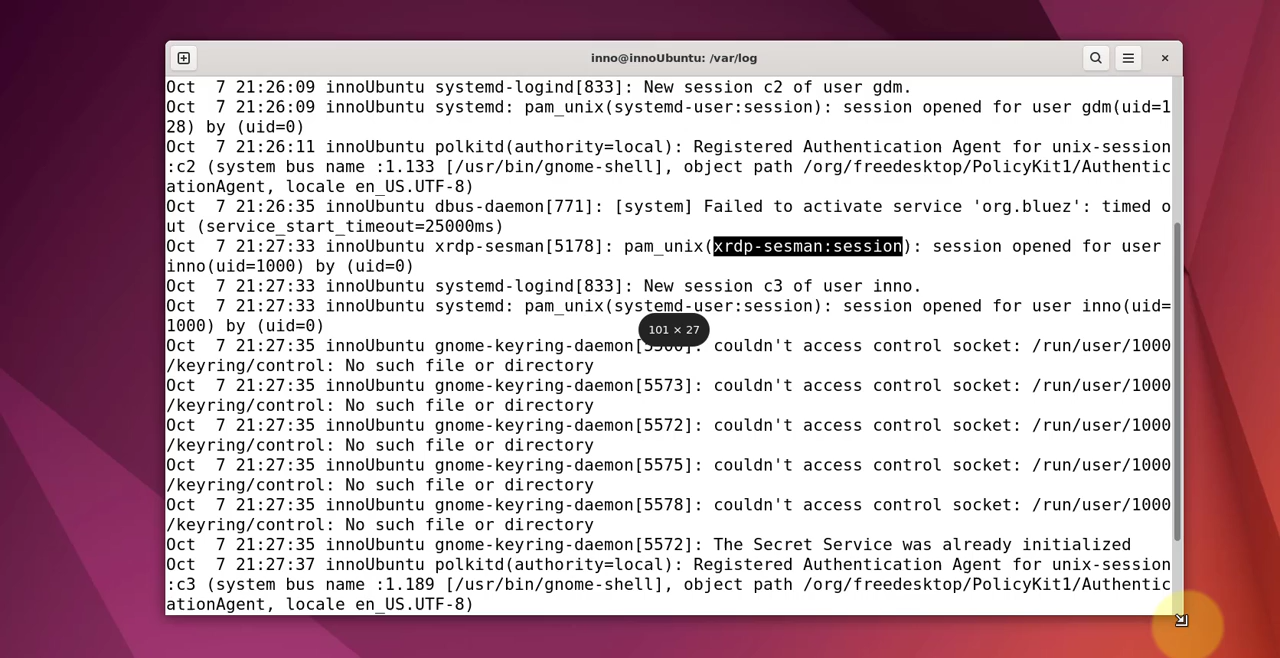 inno@innoUbuntu: /var/log
Oct  7 21:26:09 innoUbuntu systemd-logind[833]: New session c2 of user gdm.
Oct  7 21:26:09 innoUbuntu systemd: pam_unix(systemd-user:session): session opened for user gdm(uid=1
28) by (uid=0)
Oct  7 21:26:11 innoUbuntu polkitd(authority=local): Registered Authentication Agent for unix-session
:c2 (system bus name :1.133 [/usr/bin/gnome-shell], object path /org/freedesktop/PolicyKit1/Authentic
ationAgent, locale en_US.UTF-8)
Oct  7 21:26:35 innoUbuntu dbus-daemon[771]: [system] Failed to activate service 'org.bluez': timed o
ut (service_start_timeout=25000ms)
Oct  7 21:27:33 innoUbuntu xrdp-sesman[5178]: pam_unix(xrdp-sesman:session): session opened for user
inno(uid=1000) by (uid=0)
Oct  7 21:27:33 innoUbuntu systemd-logind[833]: New session c3 of user inno.
Oct  7 21:27:33 innoUbuntu systemd: pam_unix(systemd-user:session): session opened for user inno(uid=
1000) by (uid=0)
101 × 27
Oct  7 21:27:35 innoUbuntu gnome-keyring-daemon[ ]: couldn't access control socket: /run/user/1000
/keyring/control: No such file or directory
Oct  7 21:27:35 innoUbuntu gnome-keyring-daemon[5573]: couldn't access control socket: /run/user/1000
/keyring/control: No such file or directory
Oct  7 21:27:35 innoUbuntu gnome-keyring-daemon[5572]: couldn't access control socket: /run/user/1000
/keyring/control: No such file or directory
Oct  7 21:27:35 innoUbuntu gnome-keyring-daemon[5575]: couldn't access control socket: /run/user/1000
/keyring/control: No such file or directory
Oct  7 21:27:35 innoUbuntu gnome-keyring-daemon[5578]: couldn't access control socket: /run/user/1000
/keyring/control: No such file or directory
Oct  7 21:27:35 innoUbuntu gnome-keyring-daemon[5572]: The Secret Service was already initialized
Oct  7 21:27:37 innoUbuntu polkitd(authority=local): Registered Authentication Agent for unix-session
:c3 (system bus name :1.189 [/usr/bin/gnome-shell], object path /org/freedesktop/PolicyKit1/Authentic
ationAgent, locale en_US.UTF-8)